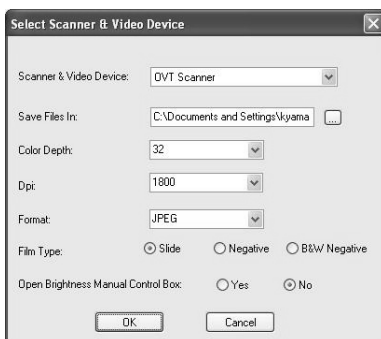 Select Scanner & Video Device
Scanner & Video Device: OVT Scanner
Save Files In: C:\Documents and Settings\kyama ...
Color Depth: 32
Dpi: 1800
Format: JPEG
Film Type: Slide Negative B&W Negative
Open Brightness Manual Control Box: Yes No
OK Cancel